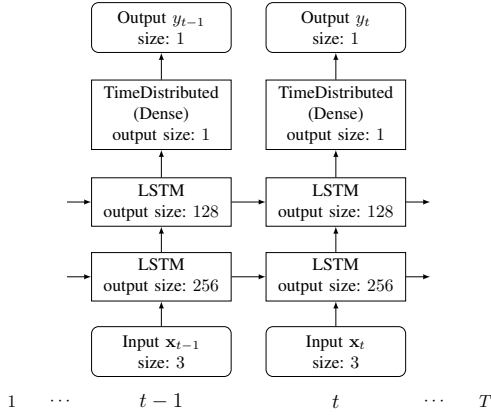 Output y_{t−1}
size: 1
Output y_t
size: 1
TimeDistributed
(Dense)
output size: 1
TimeDistributed
(Dense)
output size: 1
LSTM
output size: 128
LSTM
output size: 128
LSTM
output size: 256
LSTM
output size: 256
Input x_{t−1}
size: 3
Input x_t
size: 3
1 ⋯ t − 1 t ⋯ T